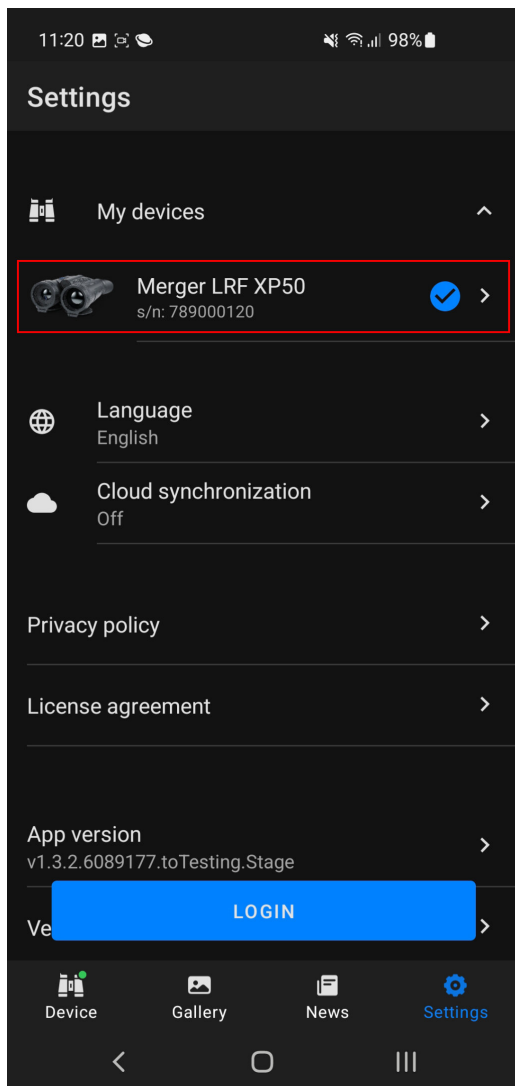 11:20 98%
Settings
My devices
Merger LRF XP50
s/n: 789000120
Language
English
Cloud synchronization
Off
Privacy policy
License agreement
App version
v1.3.2.6089177.toTesting.Stage
LOGIN
Ve
Device Gallery News Settings